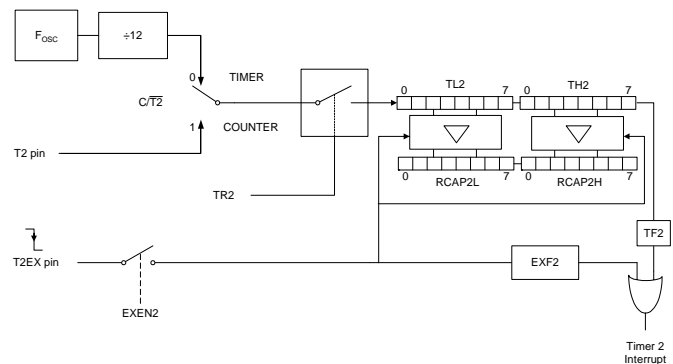 FOSC
÷12
0
TIMER
C/T2
1
COUNTER
T2 pin
TR2
TL2
TH2
0 7 0 7
0 7 0 7
RCAP2L
RCAP2H
TF2
T2EX pin
EXEN2
EXF2
Timer 2
Interrupt